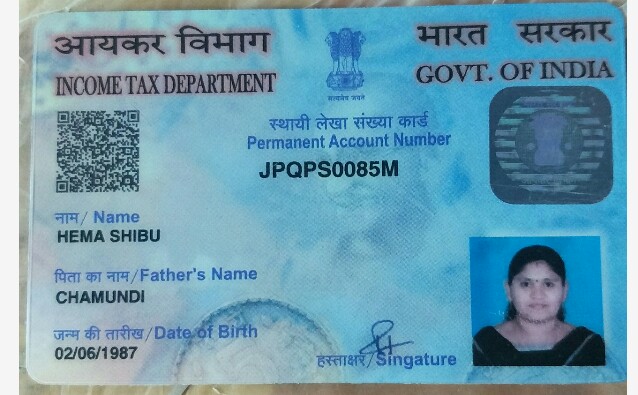 आयकर विभाग
INCOME TAX DEPARTMENT
सत्यमेव जयते
भारत सरकार
GOVT. OF INDIA
स्थायी लेखा संख्या कार्ड
Permanent Account Number
JPQPS0085M
नाम/ Name
HEMA SHIBU
पिता का नाम/Father's Name
CHAMUNDI
जन्म की तारीख/Date of Birth
02/06/1987
हस्ताक्षर/Singature